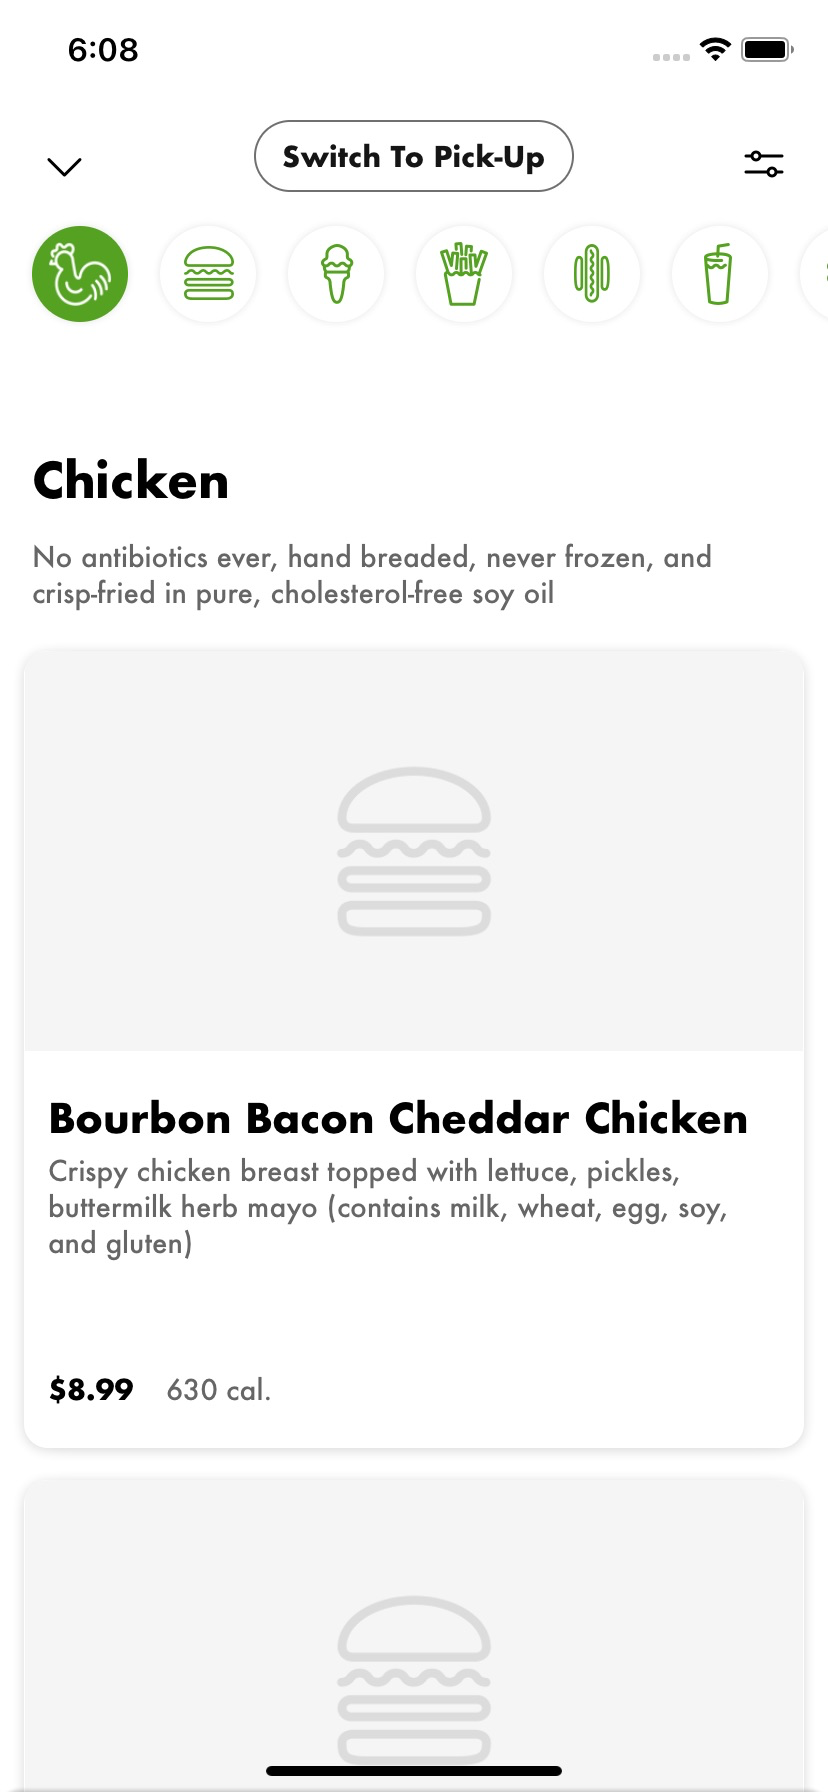 6:08
Switch To Pick-Up
Chicken
No antibiotics ever, hand breaded, never frozen, and
crisp-fried in pure, cholesterol-free soy oil
Bourbon Bacon Cheddar Chicken
Crispy chicken breast topped with lettuce, pickles,
buttermilk herb mayo (contains milk, wheat, egg, soy,
and gluten)
$8.99 630 cal.